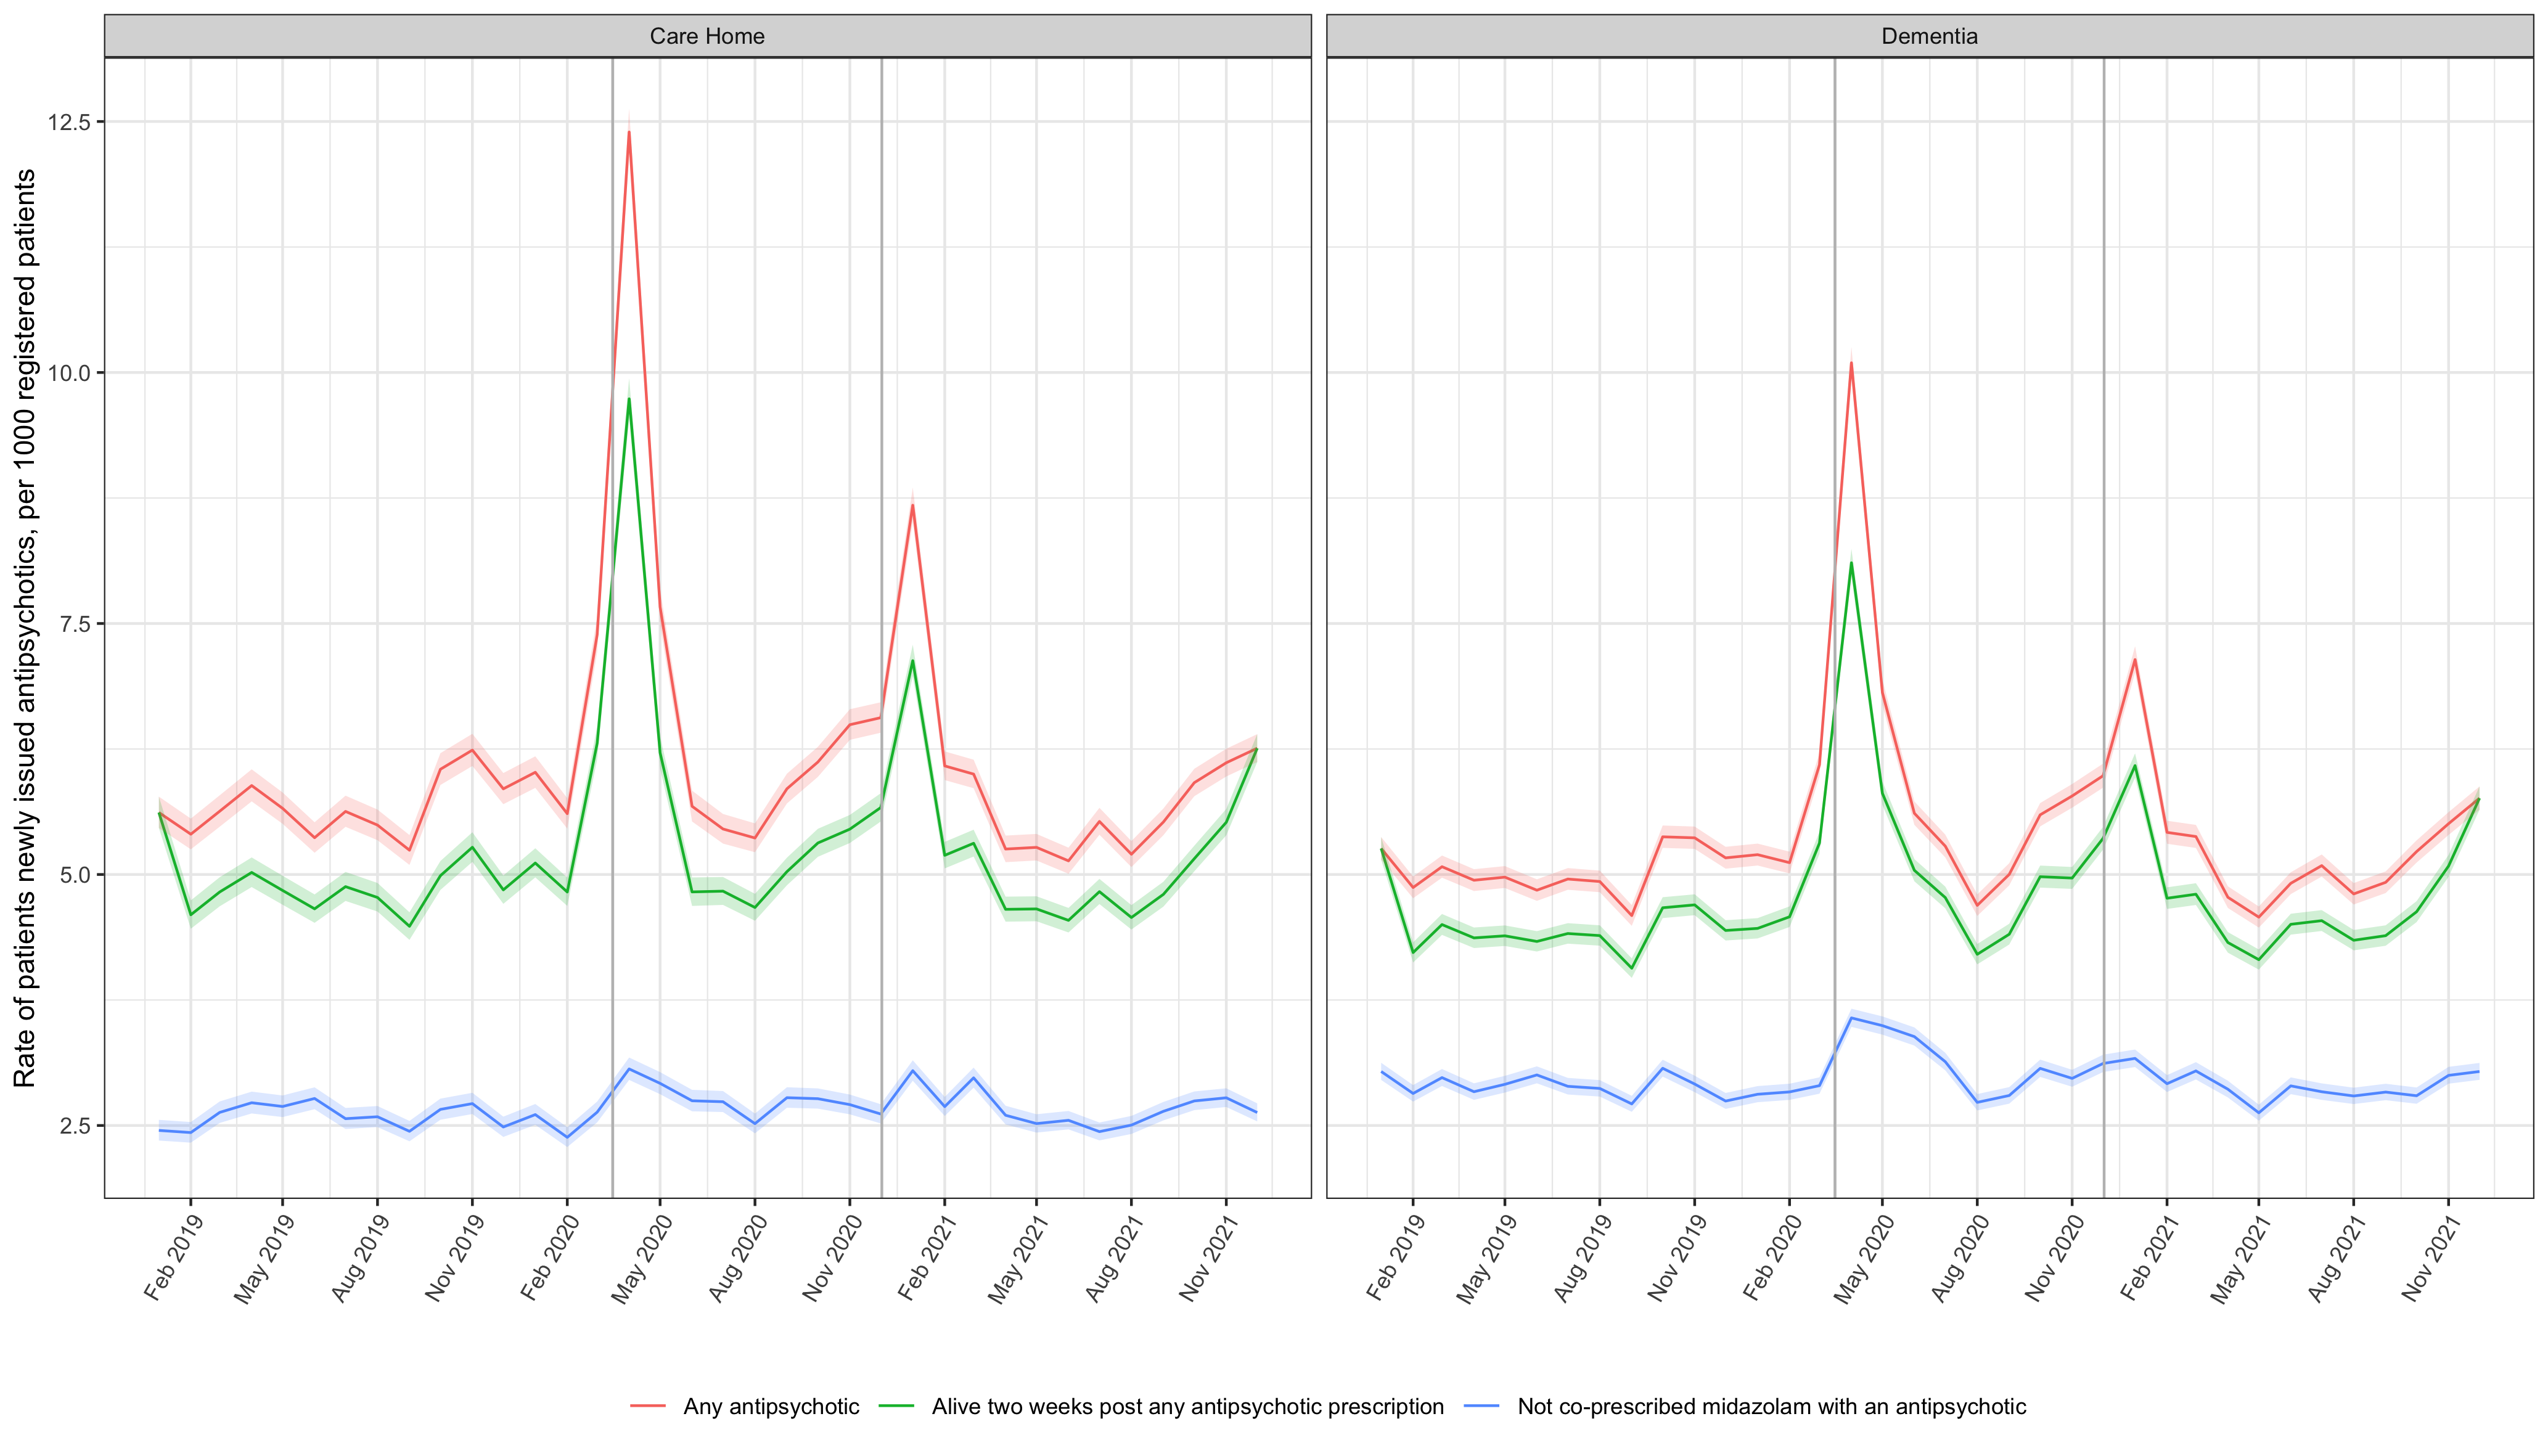 Care Home
Dementia
Rate of patients newly issued antipsychotics, per 1000 registered patients
12.5
10.0
7.5
5.0
2.5
Feb 2019
May 2019
Aug 2019
Nov 2019
Feb 2020
May 2020
Aug 2020
Nov 2020
Feb 2021
May 2021
Aug 2021
Nov 2021
Feb 2019
May 2019
Aug 2019
Nov 2019
Feb 2020
May 2020
Aug 2020
Nov 2020
Feb 2021
May 2021
Aug 2021
Nov 2021
Any antipsychotic
Alive two weeks post any antipsychotic prescription
Not co-prescribed midazolam with an antipsychotic